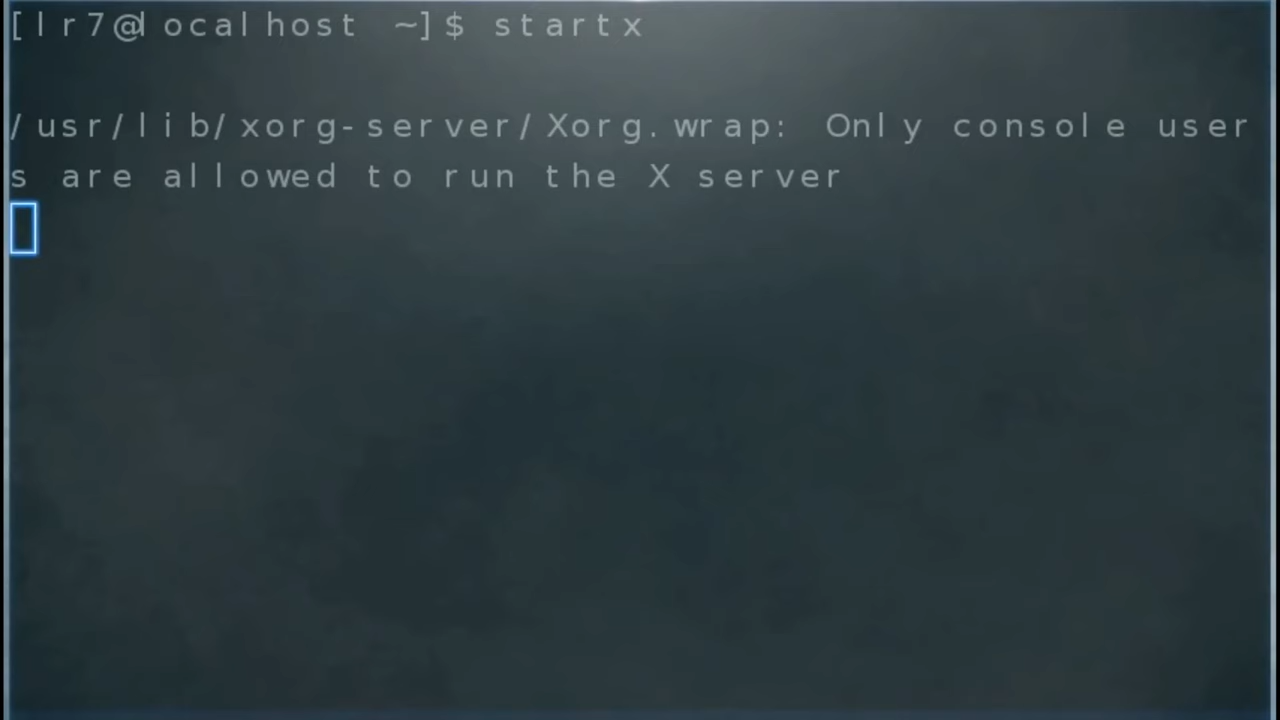 [lr7@localhost ~]$ startx
/usr/lib/xorg-server/Xorg.wrap: Only console user
s are allowed to run the X server